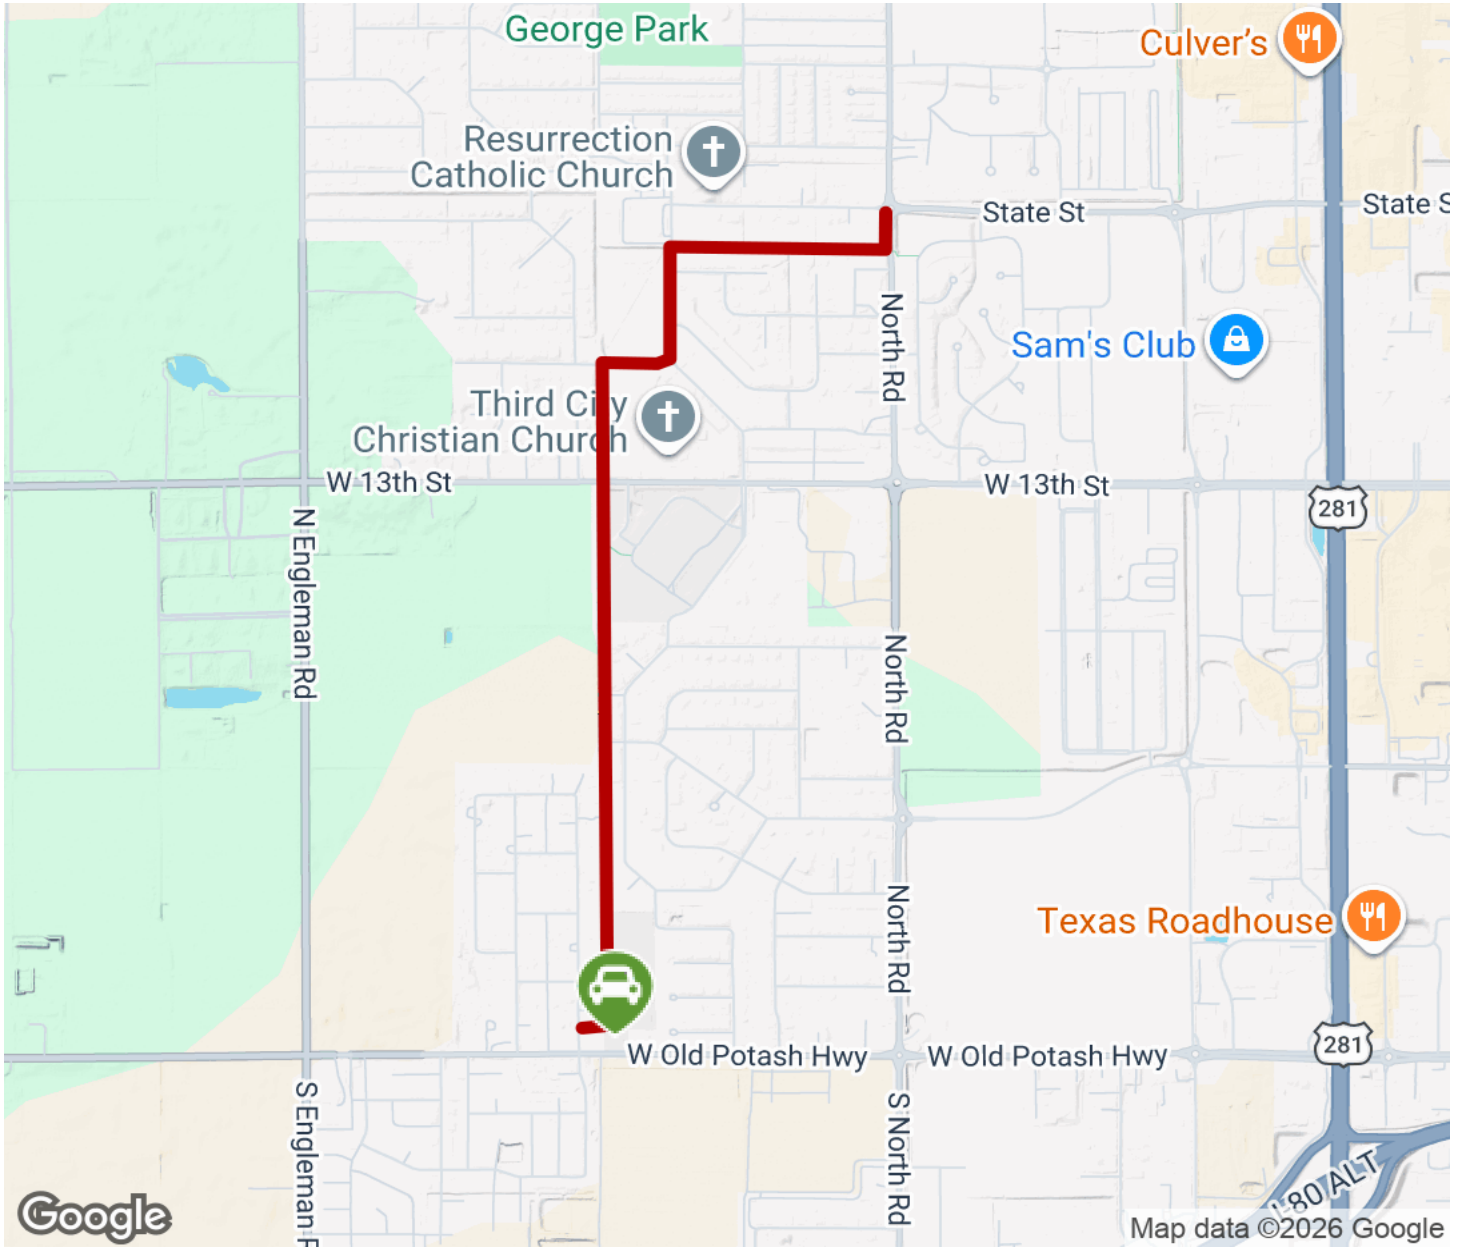 George Park
Culver's
Resurrection
Catholic Church
State St
State S
North Rd
Sam's Club
Third City
Christian Church
W 13th St
W 13th St
281
N Engleman Rd
North Rd
Texas Roadhouse
North Rd
281
W Old Potash Hwy
W Old Potash Hwy
S Engleman R
S North Rd
I-80 ALT
Google
Map data ©2026 Google